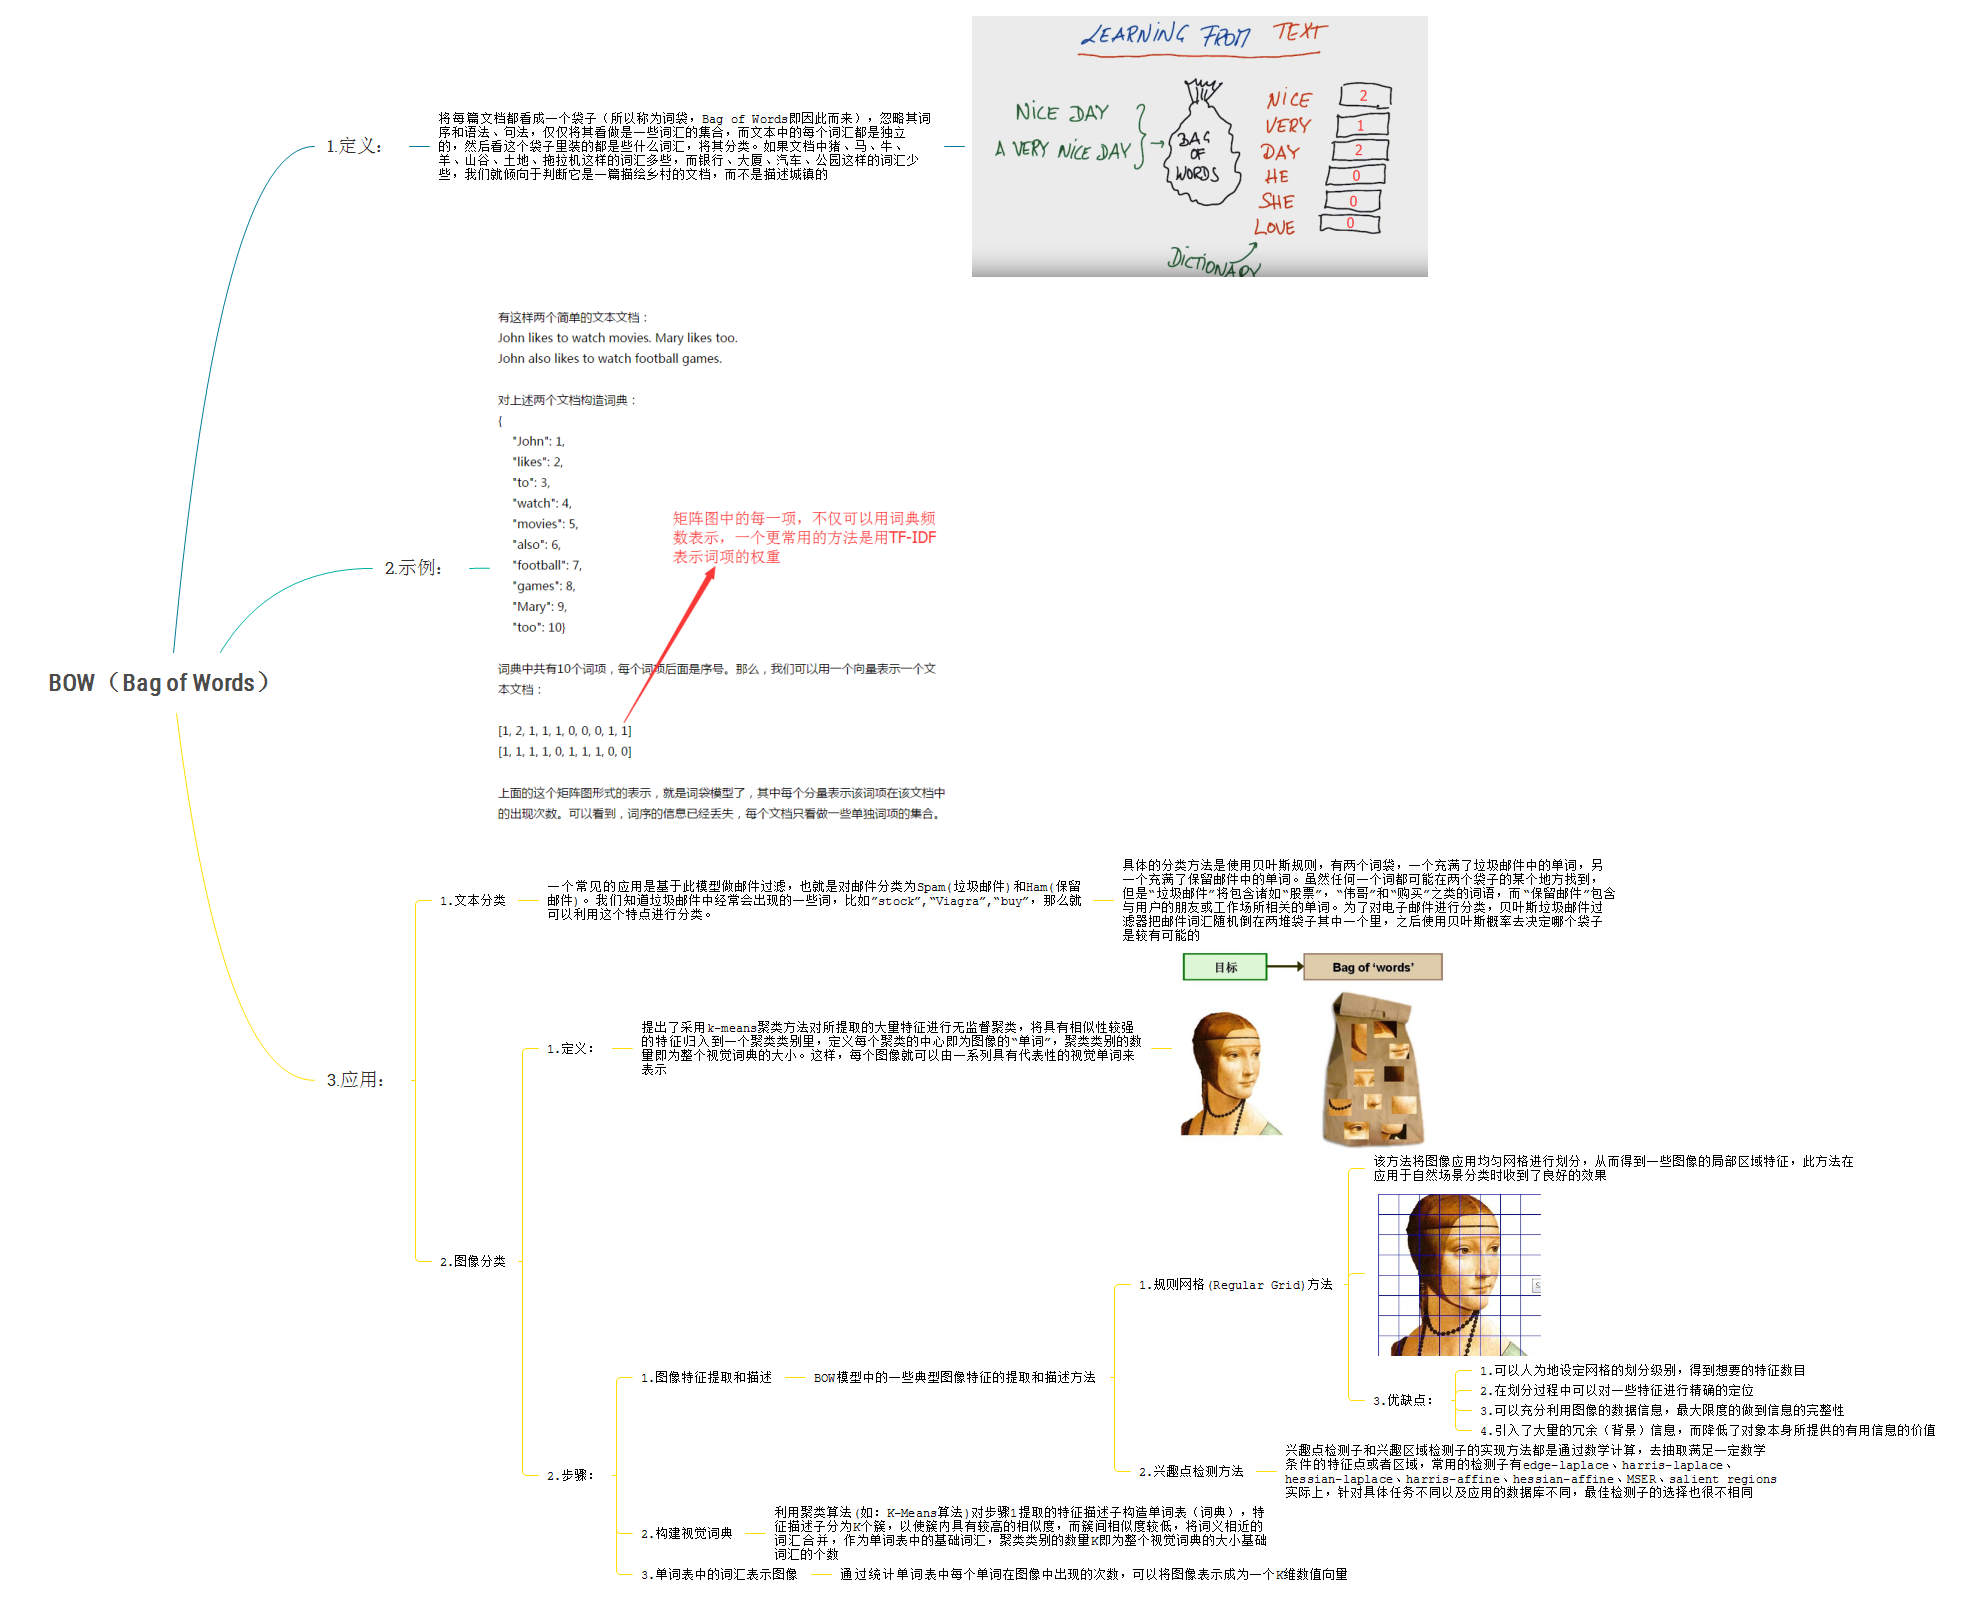 BOW（Bag of Words）
1.定义：
将每篇文档都看成一个袋子（所以称为词袋，Bag of Words即因此而来），忽略其词
序和语法、句法，仅仅将其看做是一些词汇的集合，而文本中的每个词汇都是独立
的，然后看这个袋子里装的都是些什么词汇，将其分类。如果文档中猪、马、牛、
羊、山谷、土地、拖拉机这样的词汇多些，而银行、大厦、汽车、公园这样的词汇少
些，我们就倾向于判断它是一篇描绘乡村的文档，而不是描述城镇的
LEARNING FROM TEXT
NICE DAY
A VERY NICE DAY
BAG
OF
WORDS
NICE 2
VERY 1
DAY 2
HE 0
SHE 0
LOVE 0
DICTIONARY
2.示例：
有这样两个简单的文本文档：
John likes to watch movies. Mary likes too.
John also likes to watch football games.
对上述两个文档构造词典：
{
"John": 1,
"likes": 2,
"to": 3,
"watch": 4,
"movies": 5,
"also": 6,
"football": 7,
"games": 8,
"Mary": 9,
"too": 10}
矩阵图中的每一项，不仅可以用词典频
数表示，一个更常用的方法是用TF-IDF
表示词项的权重
词典中共有10个词项，每个词项后面是序号。那么，我们可以用一个向量表示一个文
本文档：
[1, 2, 1, 1, 1, 0, 0, 0, 1, 1]
[1, 1, 1, 1, 0, 1, 1, 1, 0, 0]
上面的这个矩阵图形式的表示，就是词袋模型了，其中每个分量表示该词项在该文档中
的出现次数。可以看到，词序的信息已经丢失，每个文档只看做一些单独词项的集合。
3.应用：
1.文本分类
一个常见的应用是基于此模型做邮件过滤，也就是对邮件分类为Spam(垃圾邮件)和Ham(保留
邮件)。我们知道垃圾邮件中经常会出现的一些词，比如”stock”,“Viagra”,“buy”，那么就
可以利用这个特点进行分类。
具体的分类方法是使用贝叶斯规则，有两个词袋，一个充满了垃圾邮件中的单词，另
一个充满了保留邮件中的单词。虽然任何一个词都可能在两个袋子的某个地方找到，
但是“垃圾邮件”将包含诸如“股票”，“伟哥”和“购买”之类的词语，而“保留邮件”包含
与用户的朋友或工作场所相关的单词。为了对电子邮件进行分类，贝叶斯垃圾邮件过
滤器把邮件词汇随机倒在两堆袋子其中一个里，之后使用贝叶斯概率去决定哪个袋子
是较有可能的
2.图像分类
1.定义：
提出了采用k-means聚类方法对所提取的大量特征进行无监督聚类，将具有相似性较强
的特征归入到一个聚类类别里，定义每个聚类的中心即为图像的“单词”，聚类类别的数
量即为整个视觉词典的大小。这样，每个图像就可以由一系列具有代表性的视觉单词来
表示
目标
Bag of ‘words’
2.步骤：
1.图像特征提取和描述
BOW模型中的一些典型图像特征的提取和描述方法
1.规则网格(Regular Grid)方法
该方法将图像应用均匀网格进行划分，从而得到一些图像的局部区域特征，此方法在
应用于自然场景分类时收到了良好的效果
S
3.优缺点：
1.可以人为地设定网格的划分级别，得到想要的特征数目
2.在划分过程中可以对一些特征进行精确的定位
3.可以充分利用图像的数据信息，最大限度的做到信息的完整性
4.引入了大量的冗余（背景）信息，而降低了对象本身所提供的有用信息的价值
2.兴趣点检测方法
兴趣点检测子和兴趣区域检测子的实现方法都是通过数学计算，去抽取满足一定数学
条件的特征点或者区域，常用的检测子有edge-laplace、harris-laplace、
hessian-laplace、harris-affine、hessian-affine、MSER、salient regions
实际上，针对具体任务不同以及应用的数据库不同，最佳检测子的选择也很不相同
2.构建视觉词典
利用聚类算法(如：K-Means算法)对步骤1提取的特征描述子构造单词表（词典），特
征描述子分为K个簇，以使簇内具有较高的相似度，而簇间相似度较低，将词义相近的
词汇合并，作为单词表中的基础词汇，聚类类别的数量K即为整个视觉词典的大小基础
词汇的个数
3.单词表中的词汇表示图像
通过统计单词表中每个单词在图像中出现的次数，可以将图像表示成为一个K维数值向量